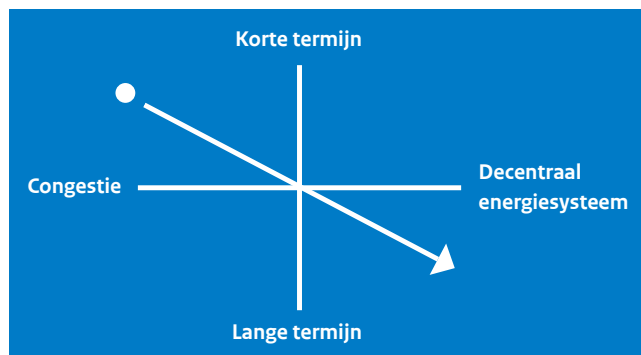 Korte termijn
Congestie
Decentraal
energiesysteem
Lange termijn